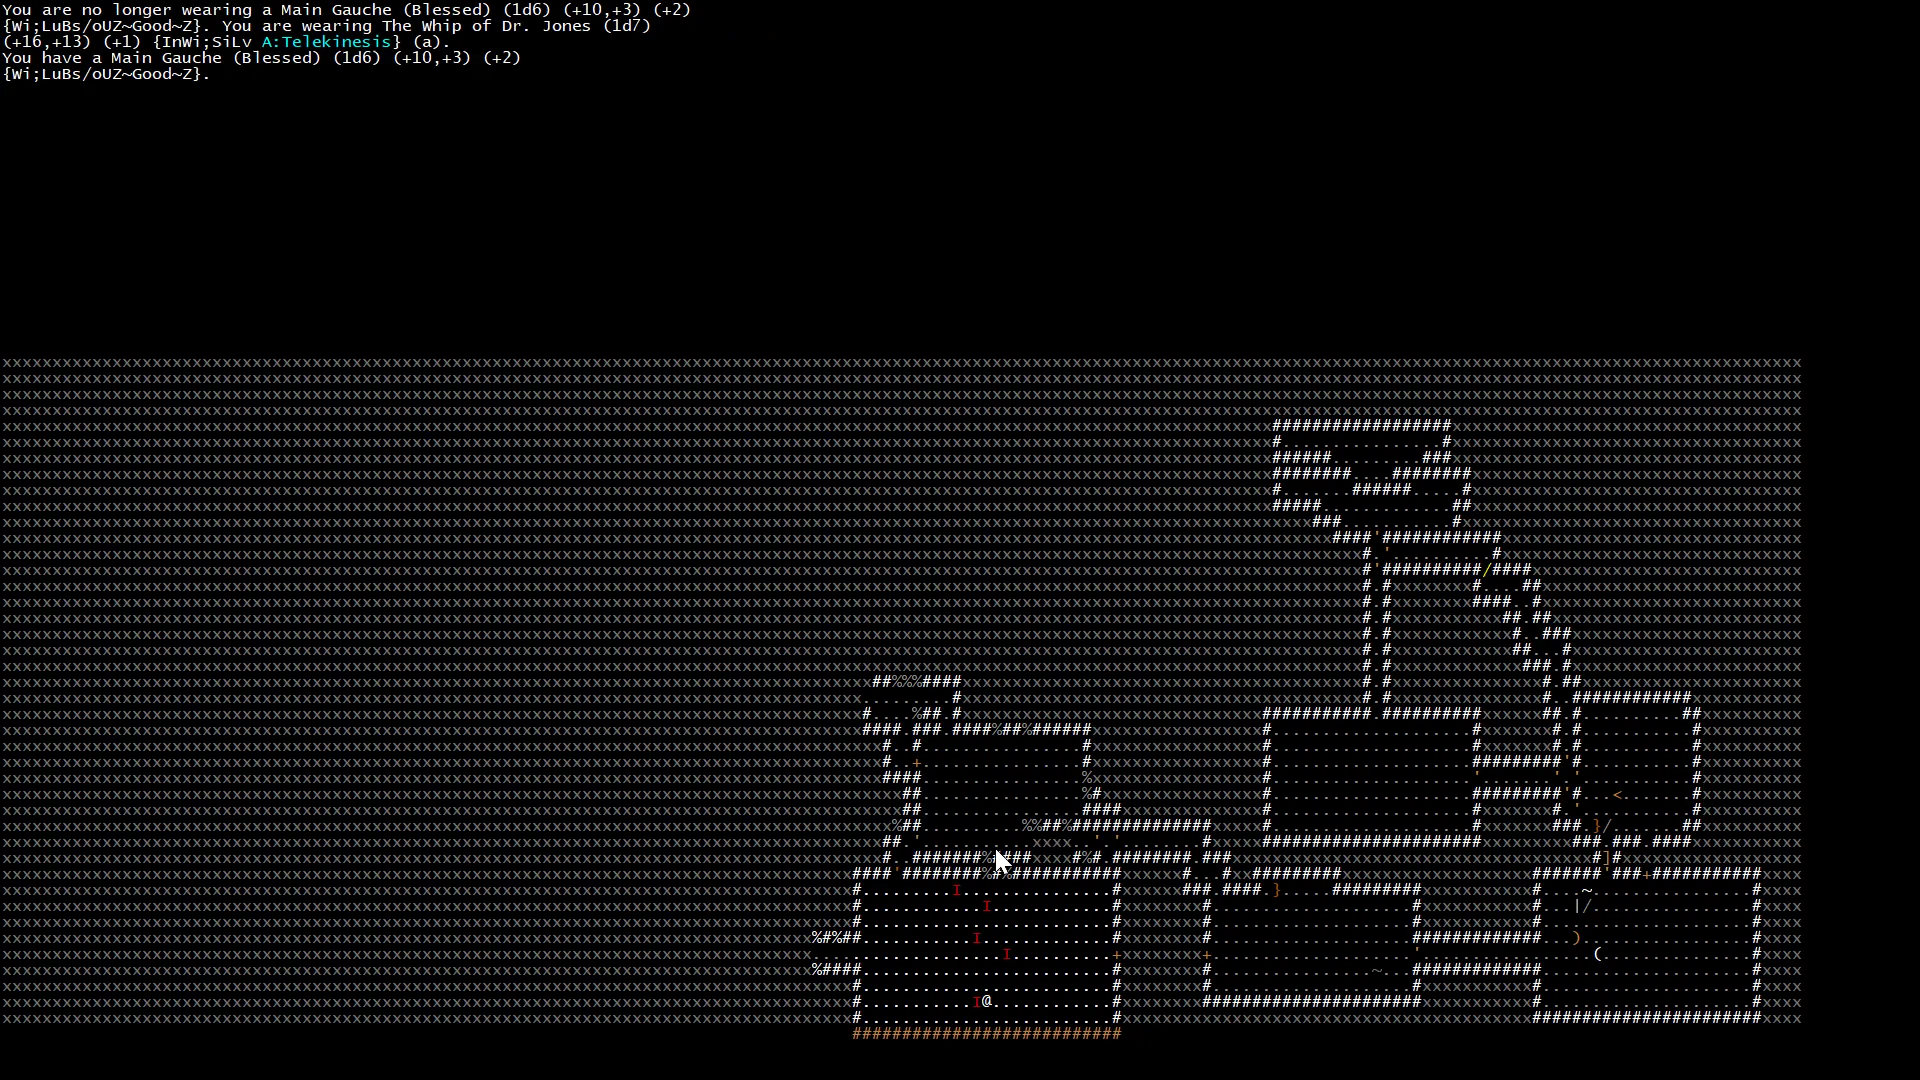 You are no longer wearing a Main Gauche (Blessed) (1d6) (+10,+3) (+2)
{Wi;LuBs/oUZ~Good~Z}. You are wearing The Whip of Dr. Jones (1d7)
(+16,+13) (+1) {InWi;SiLv A:Telekinesis} (a).
You have a Main Gauche (Blessed) (1d6) (+10,+3) (+2)
{Wi;LuBs/oUZ~Good~Z}.